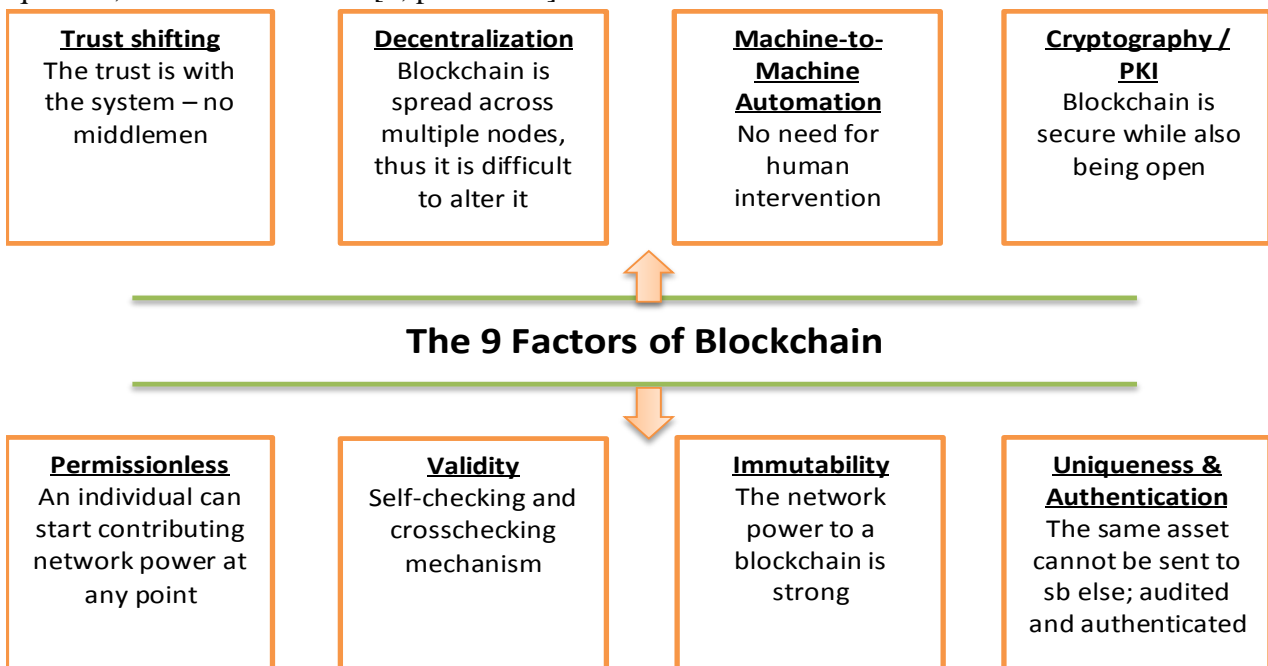 Trust shifting
The trust is with
the system – no
middlemen
Decentralization
Blockchain is
spread across
multiple nodes,
thus it is difficult
to alter it
Machine-to-
Machine
Automation
No need for
human
intervention
Cryptography /
PKI
Blockchain is
secure while also
being open
The 9 Factors of Blockchain
Permissionless
An individual can
start contributing
network power at
any point
Validity
Self-checking and
crosschecking
mechanism
Immutability
The network
power to a
blockchain is
strong
Uniqueness &
Authentication
The same asset
cannot be sent to
sb else; audited
and authenticated